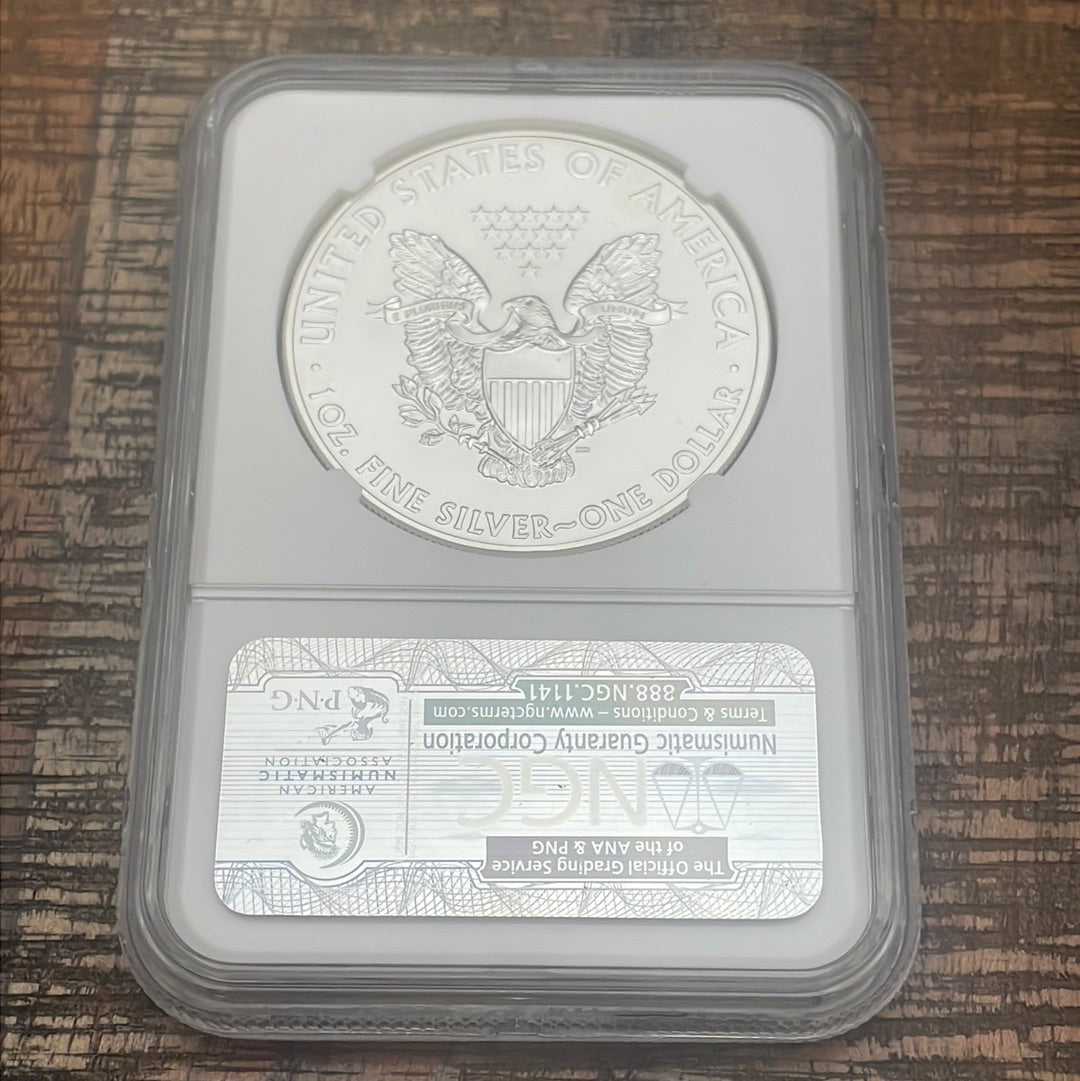 UNITED STATES OF AMERICA
E PLURIBUS UNUM
1 OZ. FINE SILVER~ONE DOLLAR
The Official Grading Service
of the ANA & PNG
NGC
Numismatic Guaranty Corporation
Terms & Conditions – www.ngcterms.com
888.NGC.1141
AMERICAN
NUMISMATIC
ASSOCIATION
P·N·G